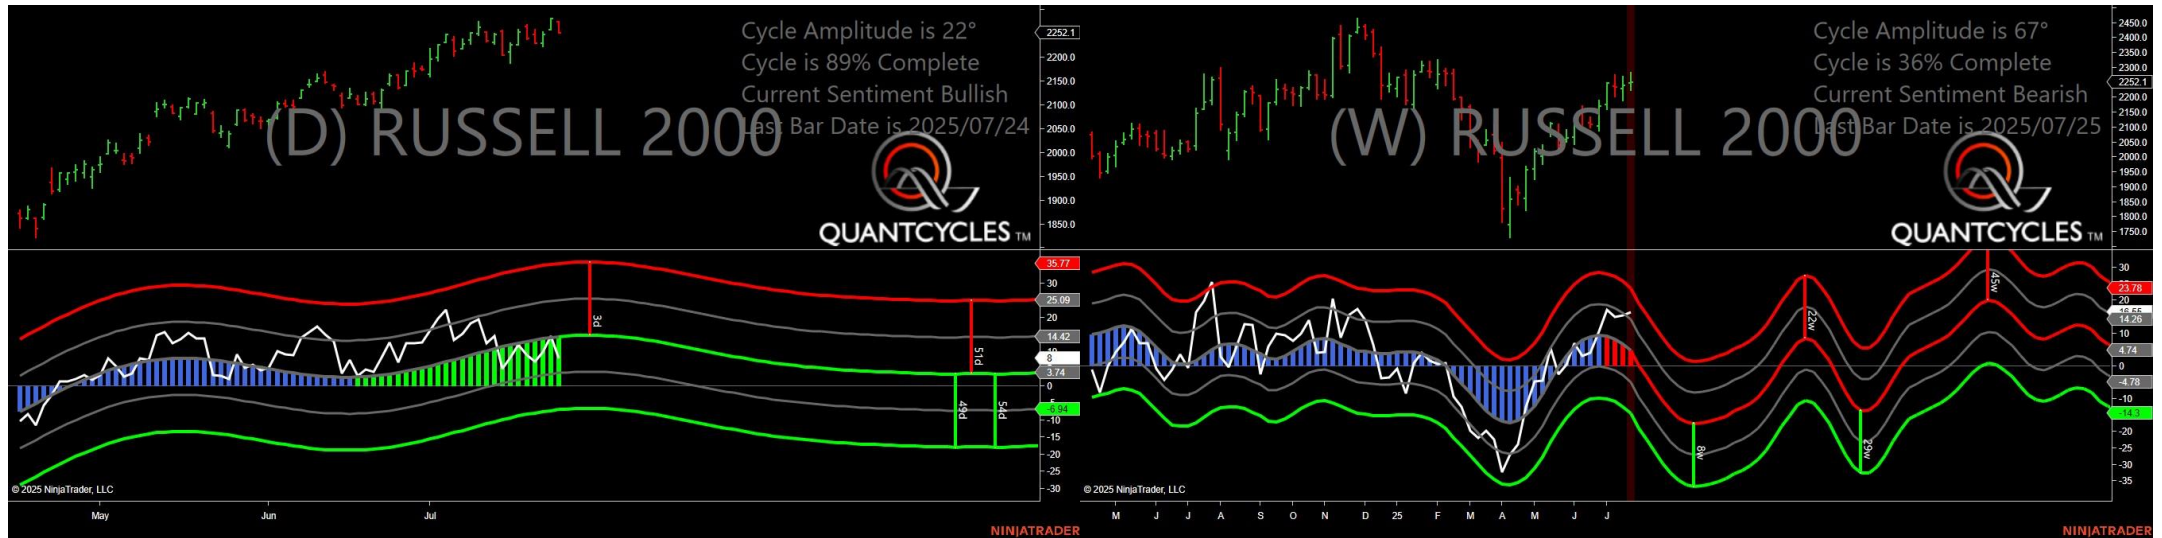 Cycle Amplitude is 22°
2252.1
Cycle is 89% Complete
2200.0
Current Sentiment Bullish
2150.0
2100.0
(D) RUSSELL 2000
Last Bar Date is 2025/07/24
2050.0
2000.0
1950.0
1900.0
1850.0
QUANTCYCLES TM
35.77
30
25.09
20
3d
14.42
51d
8
3.74
0
49d
54d
-6.94
-10
-15
-20
-25
-30
© 2025 NinjaTrader, LLC
May
Jun
Jul
NINJATRADER
Cycle Amplitude is 67°
2450.0
2400.0
2350.0
Cycle is 36% Complete
2300.0
2252.1
Current Sentiment Bearish
2200.0
2150.0
(W) RUSSELL 2000
Last Bar Date is 2025/07/25
2100.0
2050.0
2000.0
1950.0
1900.0
1850.0
1800.0
1750.0
QUANTCYCLES TM
30
45w
23.78
20
22w
14.26
10
4.74
0
-4.78
-14.3
-20
8w
29w
-25
-30
-35
© 2025 NinjaTrader, LLC
M
J
J
A
S
O
N
D
25
F
M
A
M
J
J
NINJATRADER